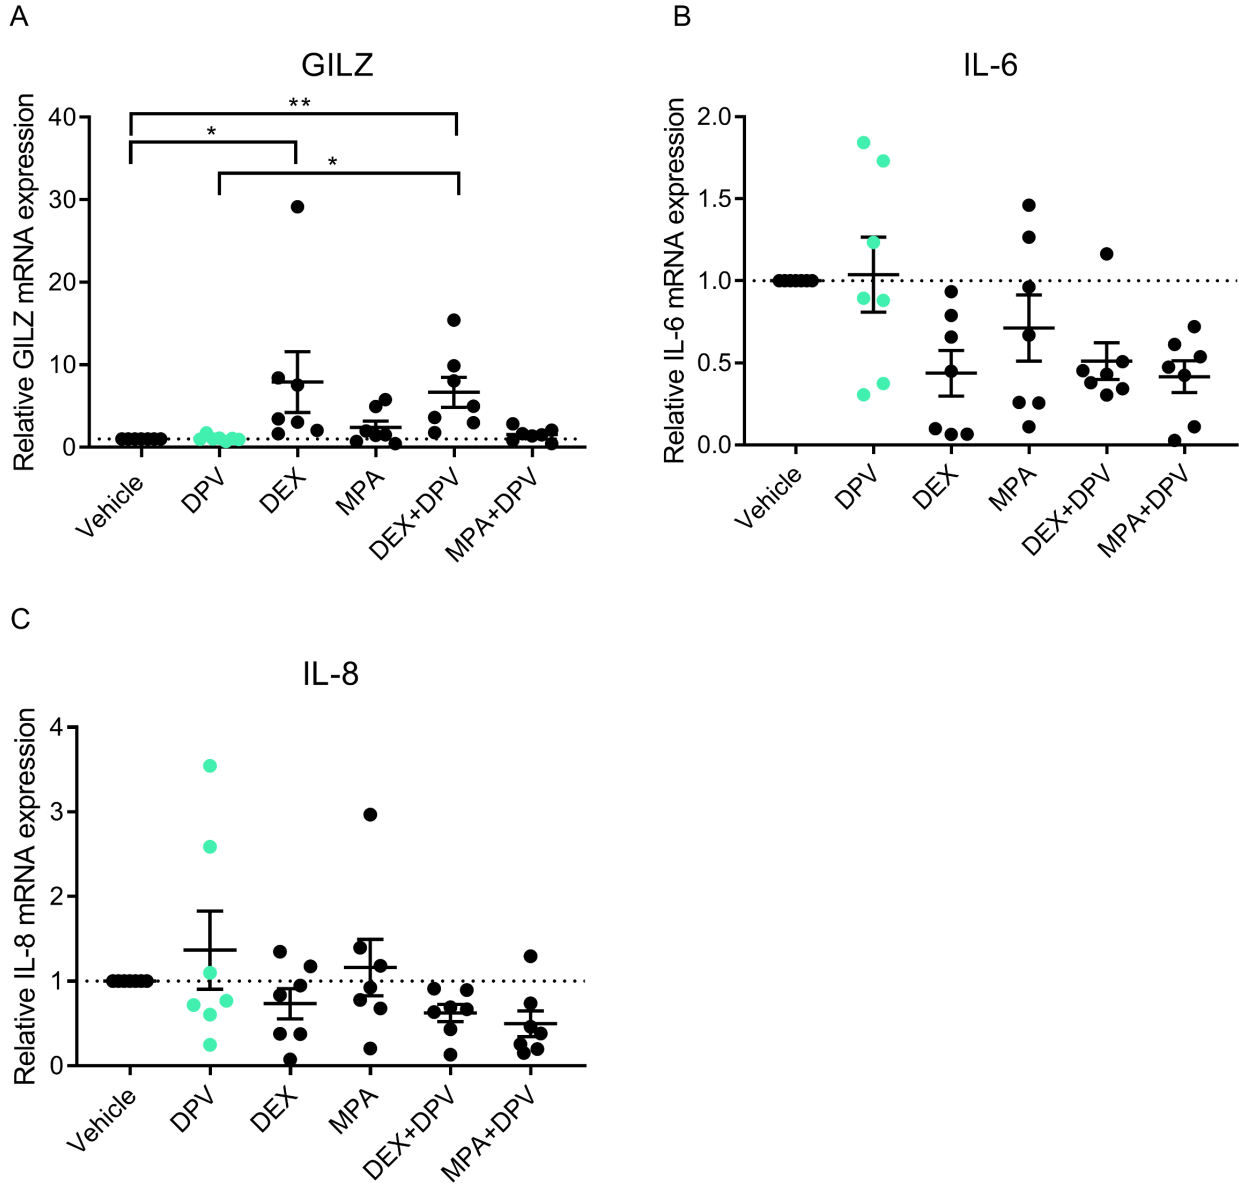 A
GILZ
Relative GILZ mRNA expression
40
30
20
10
0
**
*
*
Vehicle
DPV
DEX
MPA
DEX+DPV
MPA+DPV
B
IL-6
Relative IL-6 mRNA expression
2.0
1.5
1.0
0.5
0.0
Vehicle
DPV
DEX
MPA
DEX+DPV
MPA+DPV
C
IL-8
Relative IL-8 mRNA expression
4
3
2
1
0
Vehicle
DPV
DEX
MPA
DEX+DPV
MPA+DPV